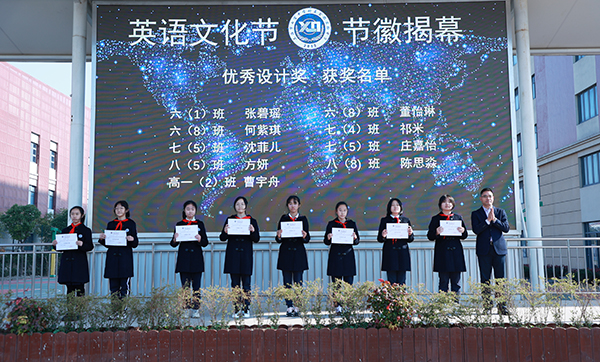 英语文化节 XD 节徽揭幕
优秀设计奖 获奖名单
六（1）班 张碧瑶 六（8）班 董怡琳
六（8）班 何紫琪 七（4）班 祁米
七（5）班 沈菲儿 七（5）班 庄嘉怡
八（5）班 方妍 八（8）班 陈思淼
高一（2）班 曹宇舟